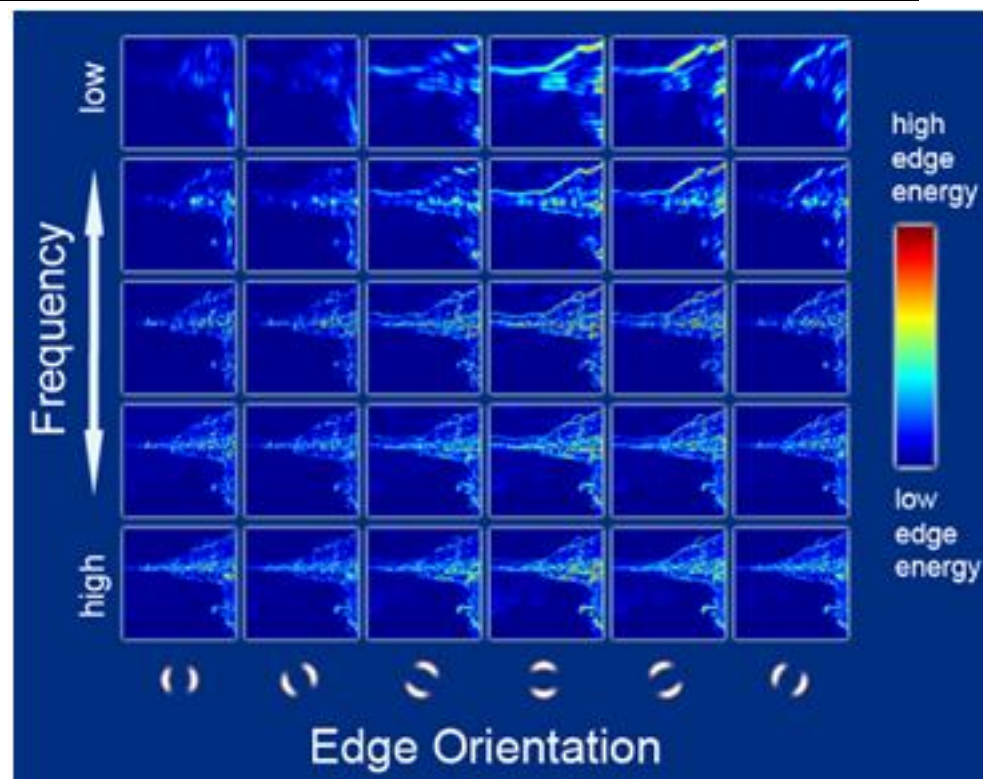 low
Frequency
high
high
edge
energy
low
edge
energy
Edge Orientation